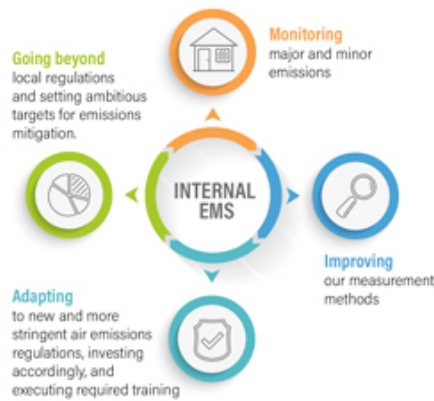 Monitoring
major and minor
emissions
Going beyond
local regulations
and setting ambitious
targets for emissions
mitigation.
INTERNAL
EMS
Improving
our measurement
methods
Adapting
to new and more
stringent air emissions
regulations, investing
accordingly, and
executing required training